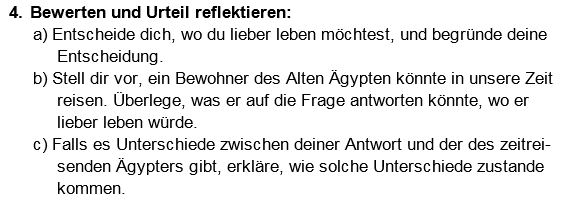 4. Bewerten und Urteil reflektieren:
a) Entscheide dich, wo du lieber leben möchtest, und begründe deine
Entscheidung.
b) Stell dir vor, ein Bewohner des Alten Ägypten könnte in unsere Zeit
reisen. Überlege, was er auf die Frage antworten könnte, wo er
lieber leben würde.
c) Falls es Unterschiede zwischen deiner Antwort und der des zeitrei-
senden Ägypters gibt, erkläre, wie solche Unterschiede zustande
kommen.